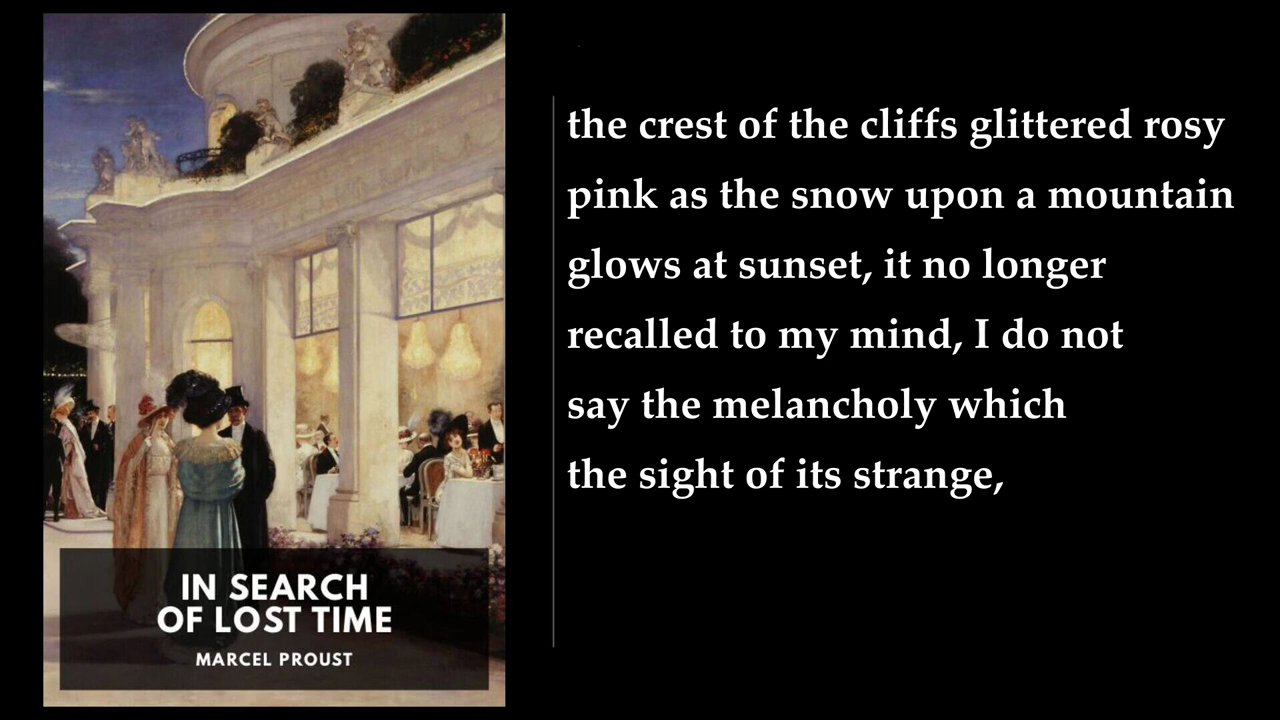 IN SEARCH
OF LOST TIME
MARCEL PROUST
the crest of the cliffs glittered rosy
pink as the snow upon a mountain
glows at sunset, it no longer
recalled to my mind, I do not
say the melancholy which
the sight of its strange,